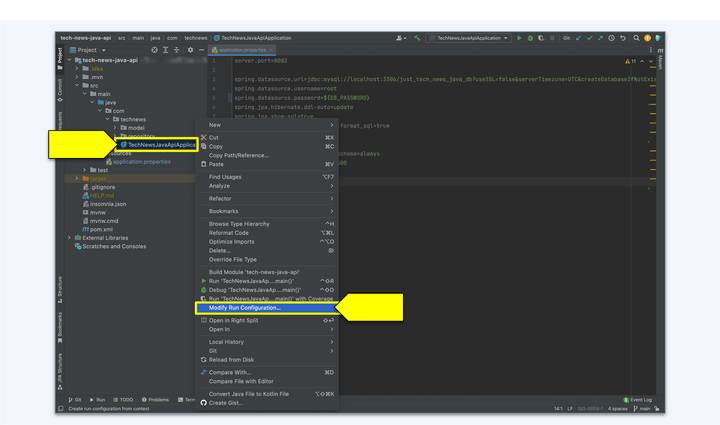 tech-news-java-api src main java com technews TechNewsJavaApiApplication
TechNewsJavaApiApplication
Git:
Project
application.properties
tech-news-java-api
.idea
.mvn
src
main
java
com
technews
model
repository
TechNewsJavaApiApplica
sources
application.properties
test
target
.gitignore
HELP.md
insomnia.json
mvnw
mvnw.cmd
pom.xml
External Libraries
Scratches and Consoles
1 server.port=8082
2
3 spring.datasource.url=jdbc:mysql://localhost:3306/just_tech_news_java_db?useSSL=false&serverTimezone=UTC&createDatabaseIfNotExis
4 spring.datasource.username=root
5 spring.datasource.password=${DB_PASSWORD}
6 spring.jpa.hibernate.ddl-auto=update
spring.jpa.show-sql=true
format_sql=true
chema=always
11
New
Cut ⌘X
Copy ⌘C
Copy Path/Reference...
Paste ⌘V
Find Usages ⌥F7
Analyze
Refactor
Bookmarks
Browse Type Hierarchy ^H
Reformat Code ⌥⌘L
Optimize Imports ^⌥O
Delete...
Override File Type
Build Module 'tech-news-java-api'
Run 'TechNewsJavaAp....main()' ^⇧R
Debug 'TechNewsJavaAp....main()' ^⇧D
Run 'TechNewsJavaAp....main()' with Coverage
Modify Run Configuration...
Open in Right Split ⇧⏎
Open In
Local History
Git
Reload from Disk
Compare With... ⌘D
Compare File with Editor
Convert Java File to Kotlin File ⌥⇧⌘K
Create Gist...
Project
Commit
Structure
Bookmarks
JPA Structure
Maven
Git Run TODO Problems Term
Event Log
Create run configuration from context
14:1 LF ISO-8859-1 4 spaces main